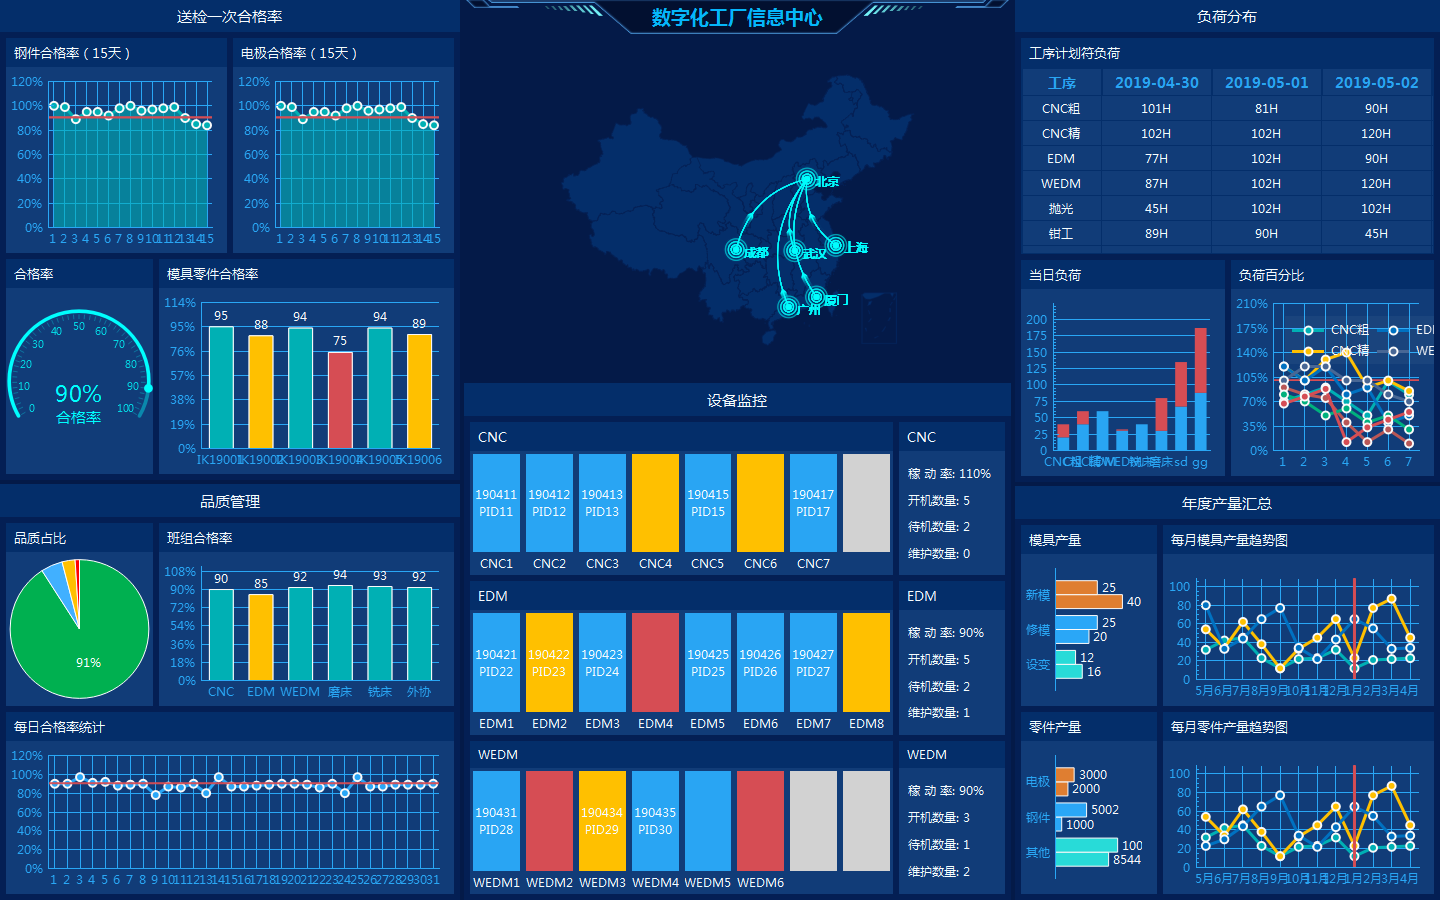 送检一次合格率
数字化工厂信息中心
负荷分布
钢件合格率（15天）
120%
100%
80%
60%
40%
20%
0%
1 2 3 4 5 6 7 8 9 10 11 12 13 14 15
电极合格率（15天）
120%
100%
80%
60%
40%
20%
0%
1 2 3 4 5 6 7 8 9 10 11 12 13 14 15
合格率
0
10
20
30
40
50
60
70
80
90
100
90%
合格率
模具零件合格率
114%
95%
76%
57%
38%
19%
0%
95 88 94 75 94 89
IK19001 IK19002 IK19003 IK19004 IK19005 IK19006
品质管理
品质占比
91%
班组合格率
108%
90%
72%
54%
36%
18%
0%
90 85 92 94 93 92
CNC EDM WEDM 磨床 铣床 外协
每日合格率统计
120%
100%
80%
60%
40%
20%
0%
1 2 3 4 5 6 7 8 9 10 11 12 13 14 15 16 17 18 19 20 21 22 23 24 25 26 27 28 29 30 31
北京
成都
武汉
上海
厦门
广州
设备监控
CNC
190411 190412 190413 190415 190417
PID11 PID12 PID13 PID15 PID17
CNC1 CNC2 CNC3 CNC4 CNC5 CNC6 CNC7
CNC
稼 动 率: 110%
开机数量: 5
待机数量: 2
维护数量: 0
EDM
190421 190422 190423 190425 190426 190427
PID22 PID23 PID24 PID25 PID26 PID27
EDM1 EDM2 EDM3 EDM4 EDM5 EDM6 EDM7 EDM8
EDM
稼 动 率: 90%
开机数量: 5
待机数量: 2
维护数量: 1
WEDM
190431 190434 190435
PID28 PID29 PID30
WEDM1 WEDM2 WEDM3 WEDM4 WEDM5 WEDM6
WEDM
稼 动 率: 90%
开机数量: 3
待机数量: 1
维护数量: 2
工序计划符负荷
工序 2019-04-30 2019-05-01 2019-05-02
CNC粗 101H 81H 90H
CNC精 102H 102H 120H
EDM 77H 102H 90H
WEDM 87H 102H 120H
抛光 45H 102H 102H
钳工 89H 90H 45H
当日负荷
200
175
150
125
100
75
50
25
0
CNC粗 CNC精 EDM WEDM 铣床 磨床 sd gg
负荷百分比
210%
175%
140%
105%
70%
35%
0%
CNC粗 EDI
CNC精 WE
1 2 3 4 5 6 7
年度产量汇总
模具产量
新模 25
40
修模 25
20
设变 12
16
每月模具产量趋势图
100
80
60
40
20
0
5月 6月 7月 8月 9月 10月 11月 12月 1月 2月 3月 4月
零件产量
电极 3000
2000
钢件 5002
1000
其他 100
8544
每月零件产量趋势图
100
80
60
40
20
0
5月 6月 7月 8月 9月 10月 11月 12月 1月 2月 3月 4月